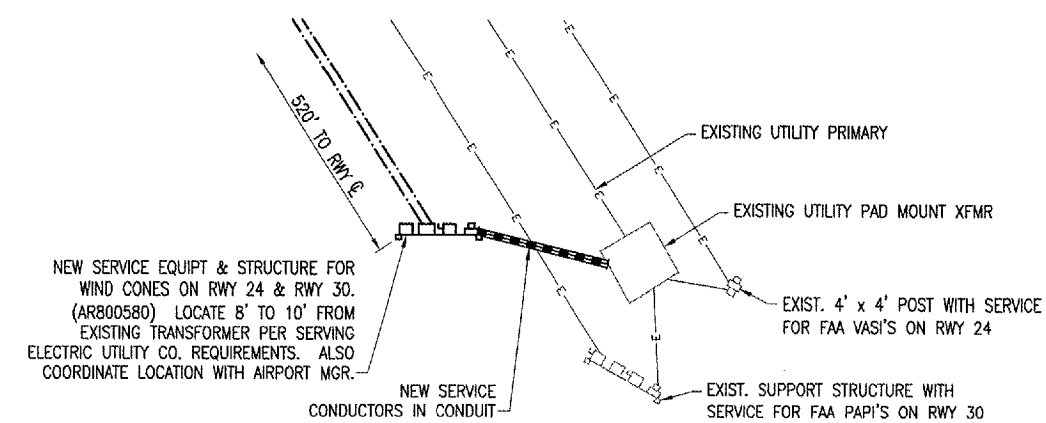 520' TO RWY ℄
E
E
E
E
E
E
E
E
E
E
E
E
EXISTING UTILITY PRIMARY
EXISTING UTILITY PAD MOUNT XFMR
NEW SERVICE EQUIPT & STRUCTURE FOR
WIND CONES ON RWY 24 & RWY 30.
(AR800580) LOCATE 8' TO 10' FROM
EXISTING TRANSFORMER PER SERVING
ELECTRIC UTILITY CO. REQUIREMENTS. ALSO
COORDINATE LOCATION WITH AIRPORT MGR.
NEW SERVICE
CONDUCTORS IN CONDUIT
EXIST. 4' x 4' POST WITH SERVICE
FOR FAA VASI'S ON RWY 24
EXIST. SUPPORT STRUCTURE WITH
SERVICE FOR FAA PAPI'S ON RWY 30